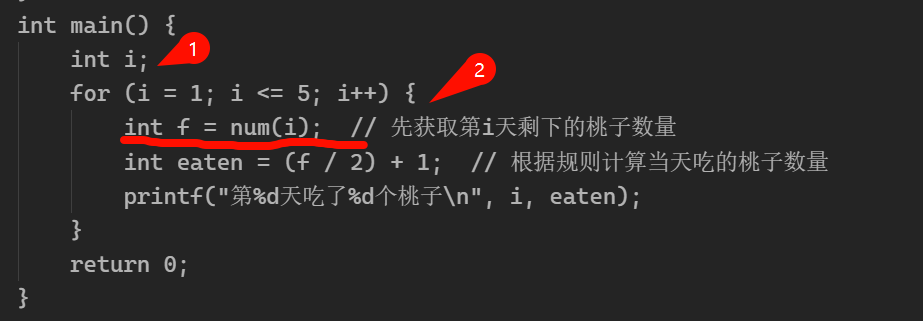 int main() {
int i;
1
for (i = 1; i <= 5; i++) {
2
int f = num(i);  // 先获取第i天剩下的桃子数量
int eaten = (f / 2) + 1;  // 根据规则计算当天吃的桃子数量
printf("第%d天吃了%d个桃子\n", i, eaten);
}
return 0;
}